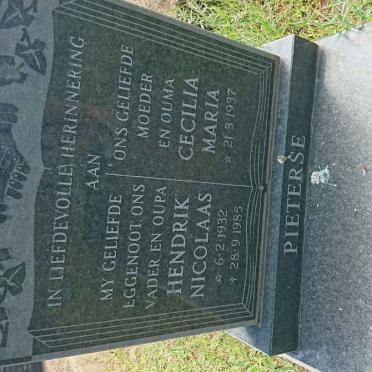 IN LIEFDEVOLLE HERINNERING
AAN
MY GELIEFDE
EGGENOOT ONS
VADER EN OUPA
HENDRIK
NICOLAAS
☆ 6·2·1932
† 28·9·1985
ONS GELIEFDE
MOEDER
EN OUMA
CECILIA
MARIA
☆ 21·3·1937
PIETERSE